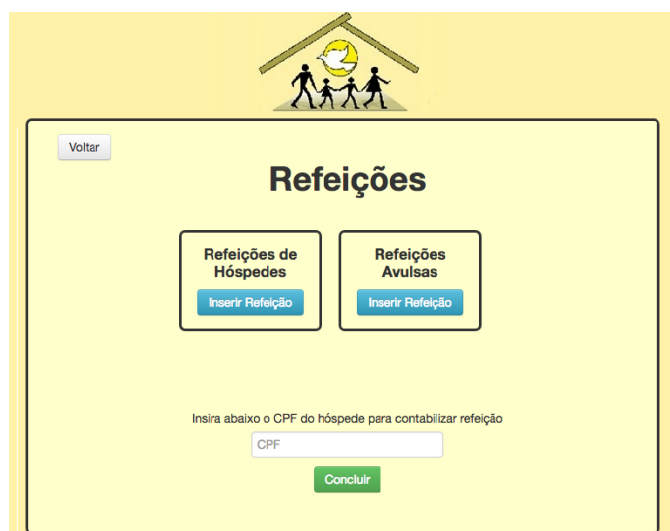 Voltar
Refeições
Refeições de
Hóspedes
Inserir Refeição
Refeições
Avulsas
Inserir Refeição
Insira abaixo o CPF do hóspede para contabilizar refeição
CPF
Concluir